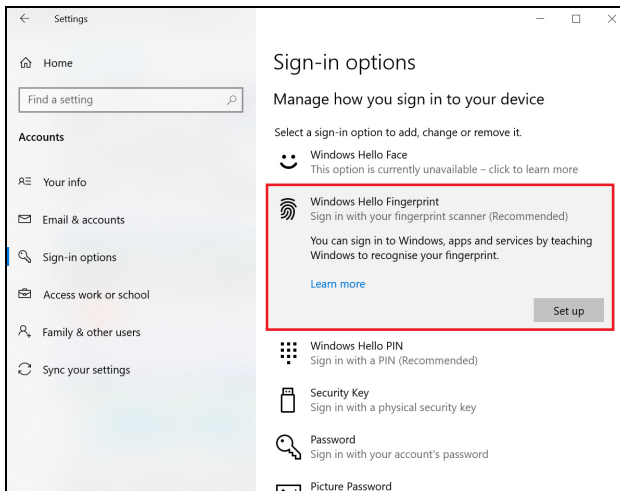 Settings
Home
Find a setting
Accounts
Your info
Email & accounts
Sign-in options
Access work or school
Family & other users
Sync your settings
Sign-in options
Manage how you sign in to your device
Select a sign-in option to add, change or remove it.
Windows Hello Face
This option is currently unavailable – click to learn more
Windows Hello Fingerprint
Sign in with your fingerprint scanner (Recommended)
You can sign in to Windows, apps and services by teaching
Windows to recognise your fingerprint.
Learn more
Set up
Windows Hello PIN
Sign in with a PIN (Recommended)
Security Key
Sign in with a physical security key
Password
Sign in with your account's password
Picture Password